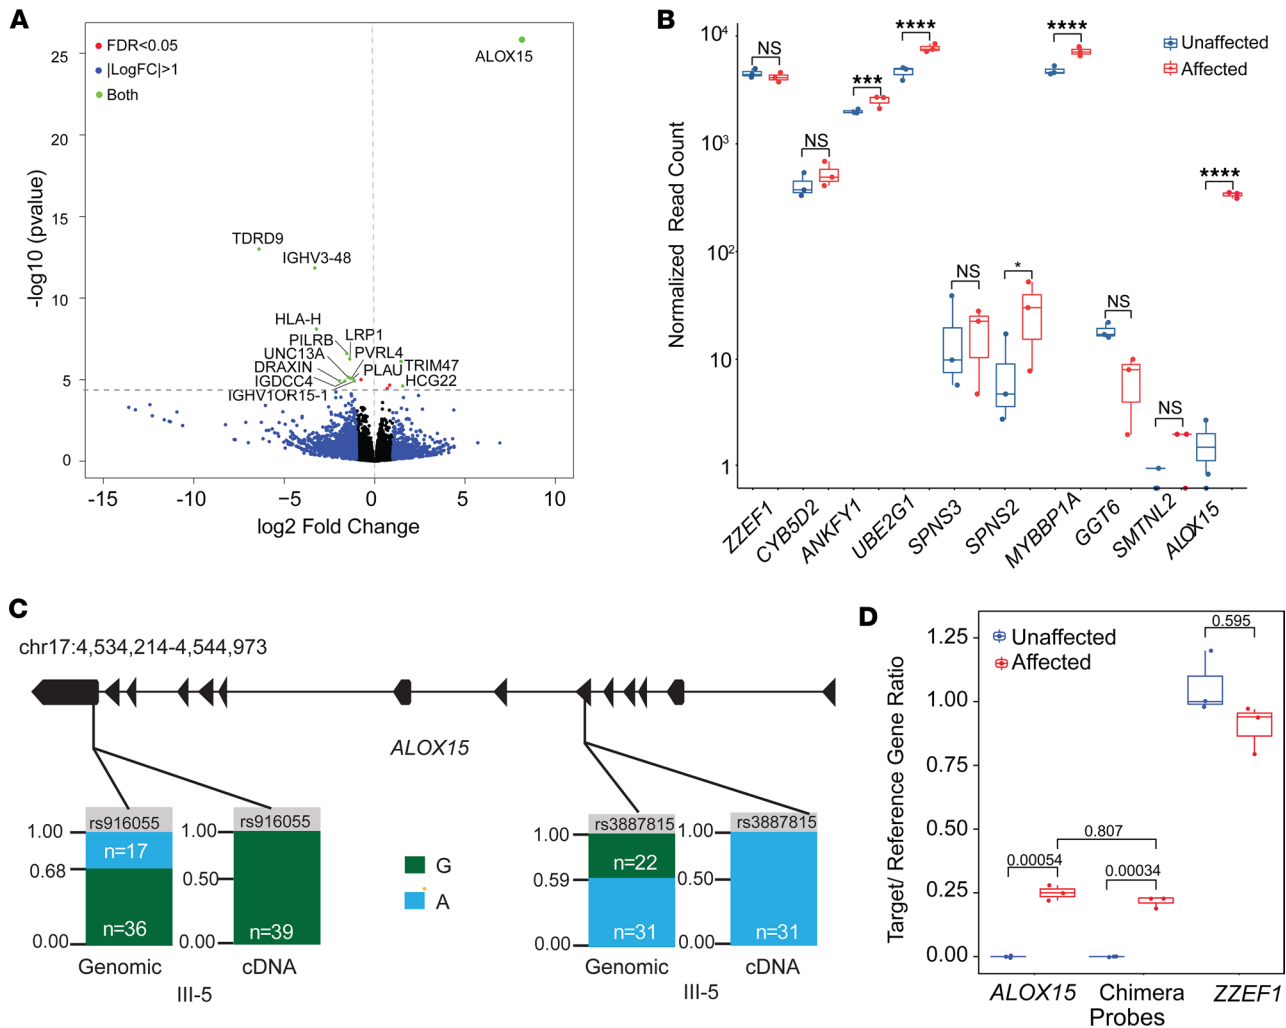 A
FDR<0.05
|LogFC|>1
Both
ALOX15
TDRD9
IGHV3-48
HLA-H
PILRB
LRP1
UNC13A
PVRL4
DRAXIN
PLAU
TRIM47
IGDCC4
HCG22
IGHV1OR15-1
25
20
15
10
5
0
-log10 (pvalue)
-15
-10
-5
0
5
10
log2 Fold Change
B
Unaffected
Affected
NS
NS
***
****
NS
*
****
NS
NS
****
10⁴
10³
10²
10
1
Normalized Read Count
ZZEF1
CYB5D2
ANKFY1
UBE2G1
SPNS3
SPNS2
MYBBP1A
GGT6
SMTNL2
ALOX15
C
chr17:4,534,214-4,544,973
ALOX15
rs916055
1.00
n=17
0.68
n=36
0.00
Genomic
rs916055
1.00
0.50
n=39
0.00
cDNA
III-5
G
A
rs3887815
1.00
n=22
0.59
n=31
0.00
Genomic
rs3887815
1.00
0.50
n=31
0.00
cDNA
III-5
D
Unaffected
Affected
0.595
0.807
0.00054
0.00034
1.25
1.00
0.75
0.50
0.25
0.00
Target/ Reference Gene Ratio
ALOX15
Chimera
ZZEF1
Probes